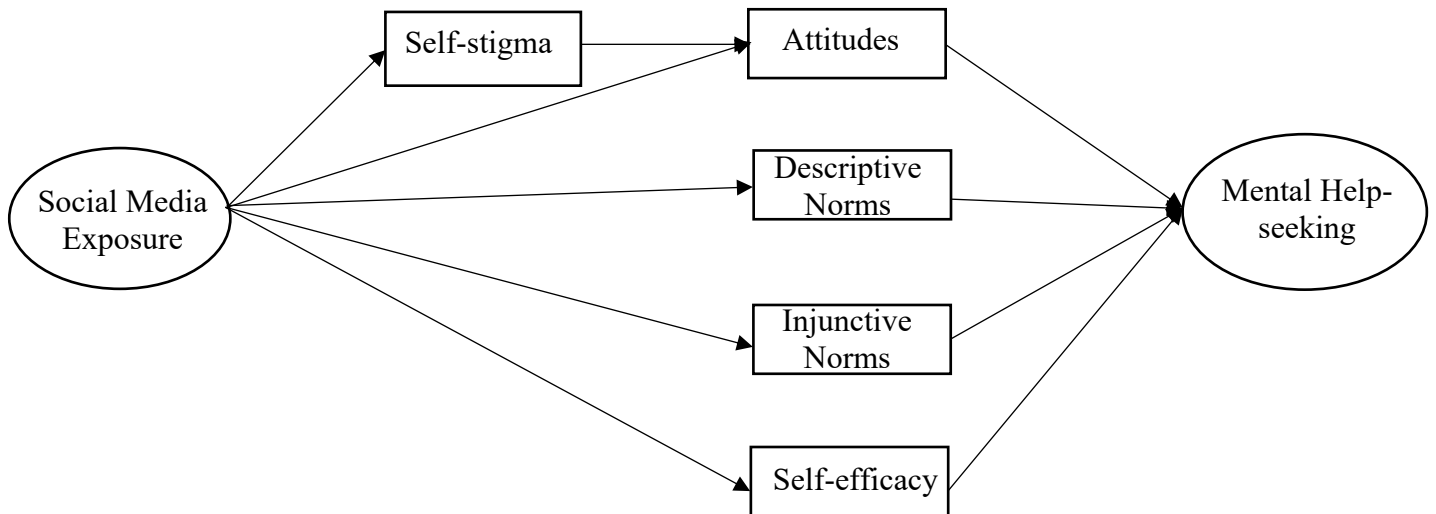 Self-stigma
Attitudes
Social Media
Exposure
Descriptive
Norms
Mental Help-
seeking
Injunctive
Norms
Self-efficacy